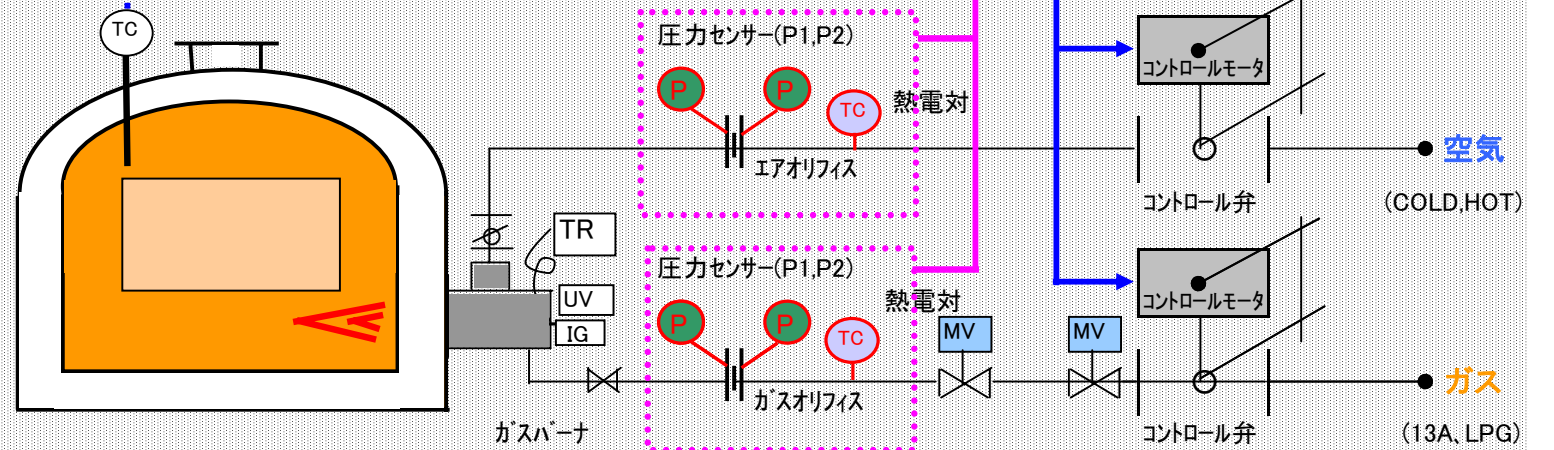 TC
圧力センサー(P1,P2)
P
P
TC
熱電対
エアオリフィス
コントロールモータ
コントロール弁
空気
(COLD,HOT)
TR
UV
IG
圧力センサー(P1,P2)
P
P
TC
熱電対
ガスオリフィス
MV
MV
コントロールモータ
コントロール弁
ガス
(13A、LPG)
ガスバーナ